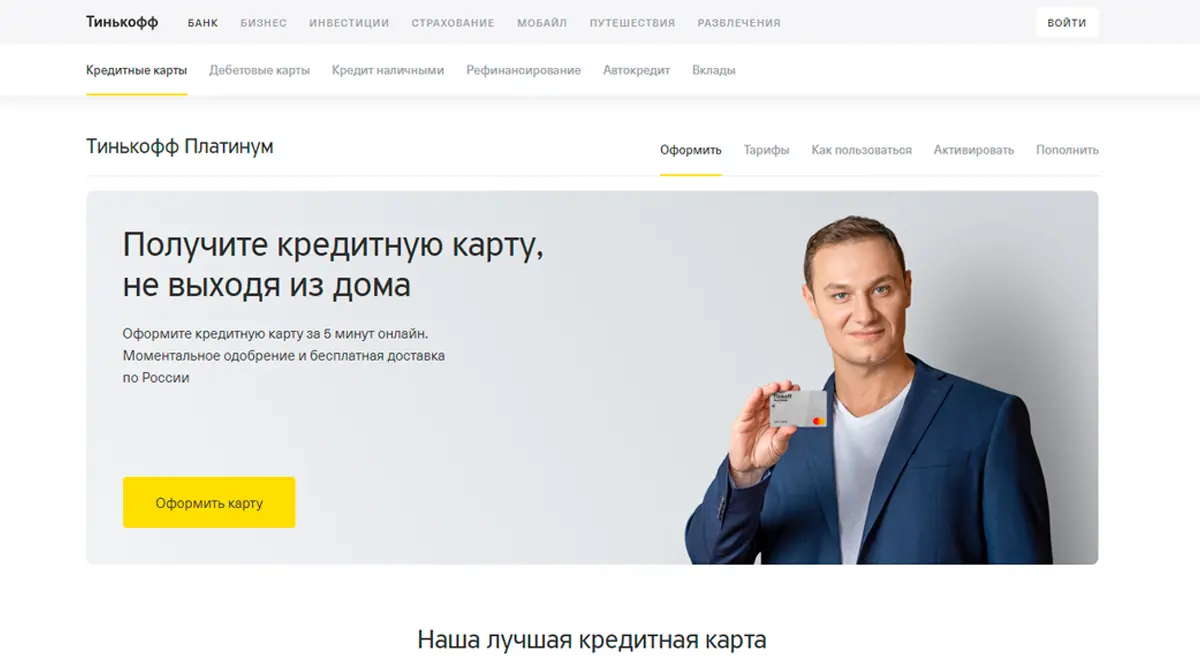 Тинькофф БАНК БИЗНЕС ИНВЕСТИЦИИ СТРАХОВАНИЕ МОБАЙЛ ПУТЕШЕСТВИЯ РАЗВЛЕЧЕНИЯ ВОЙТИ
Кредитные карты Дебетовые карты Кредит наличными Рефинансирование Автокредит Вклады
Тинькофф Платинум
Оформить Тарифы Как пользоваться Активировать Пополнить
Получите кредитную карту,
не выходя из дома
Оформите кредитную карту за 5 минут онлайн.
Моментальное одобрение и бесплатная доставка
по России
Tinkoff
Оформить карту
Наша лучшая кредитная карта